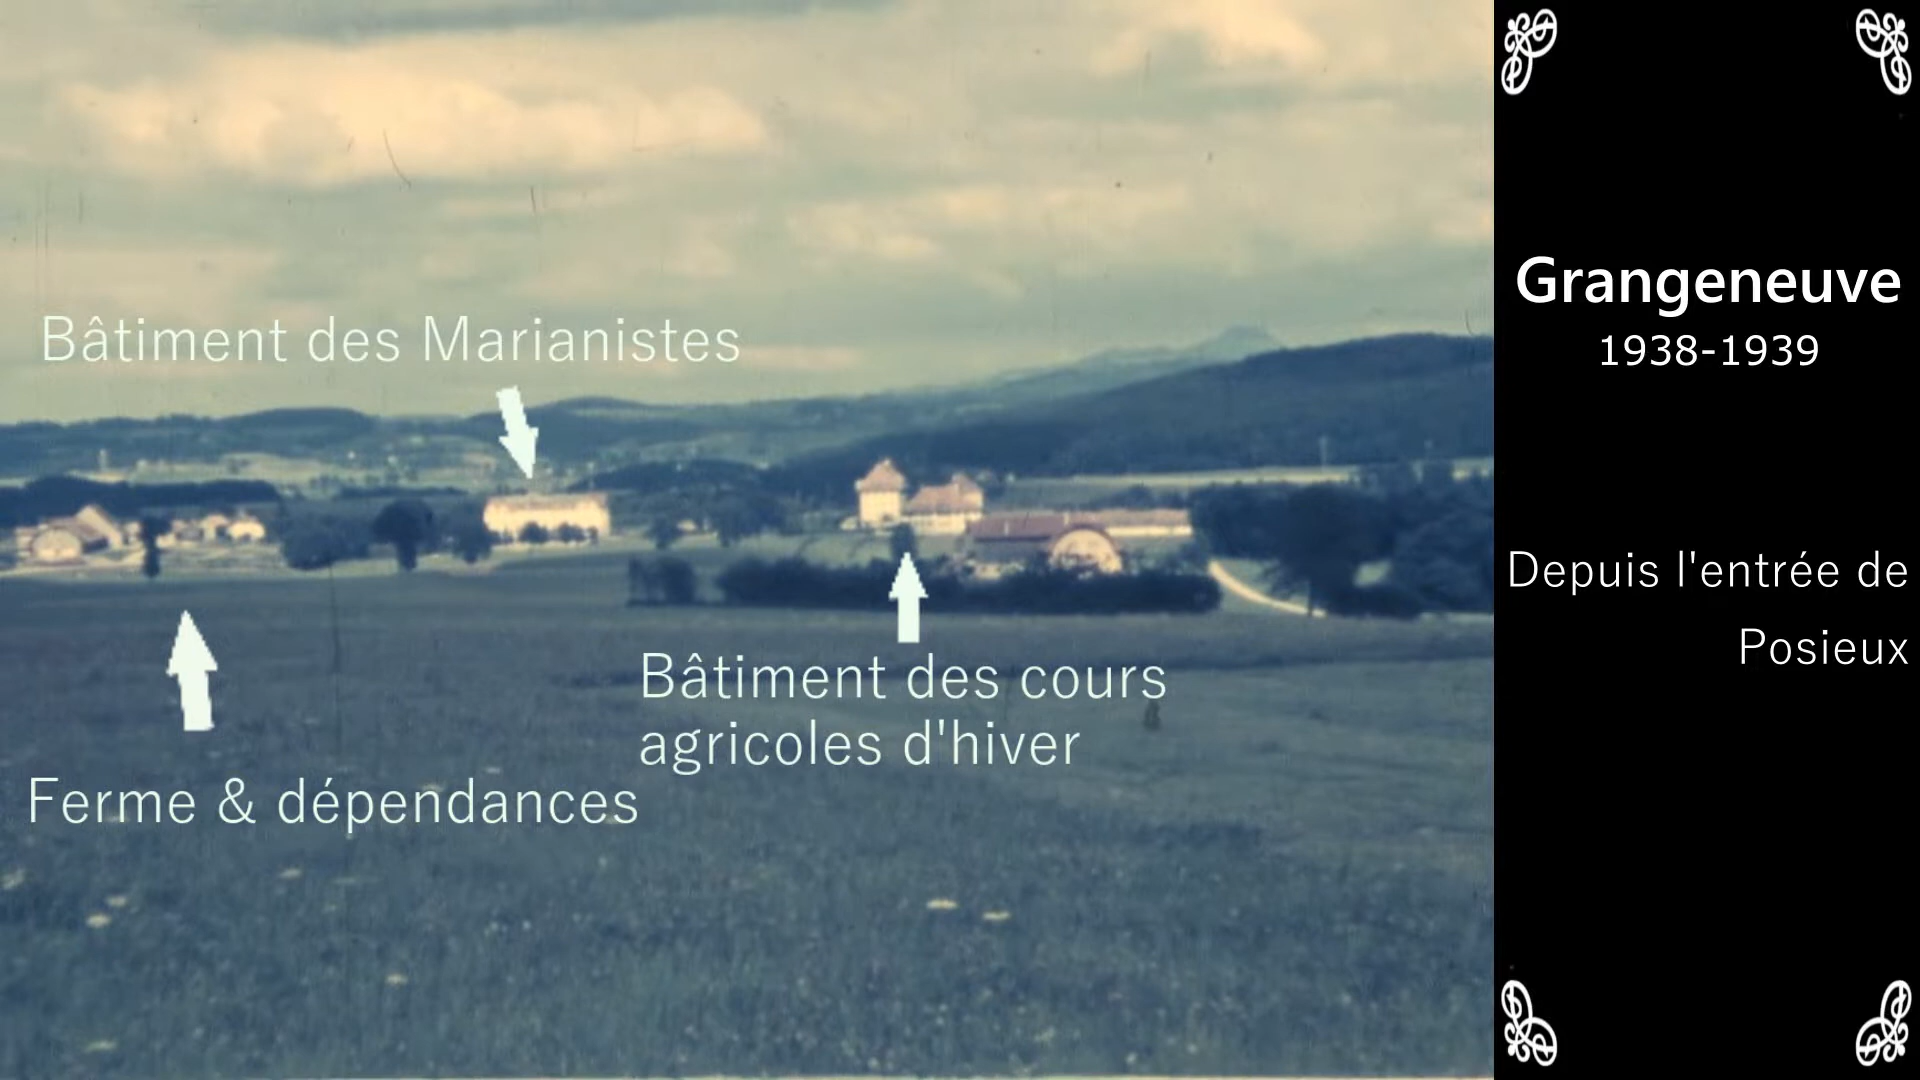 Bâtiment des Marianistes
Bâtiment des cours
agricoles d'hiver
Ferme & dépendances
Grangeneuve
1938-1939
Depuis l'entrée de
Posieux